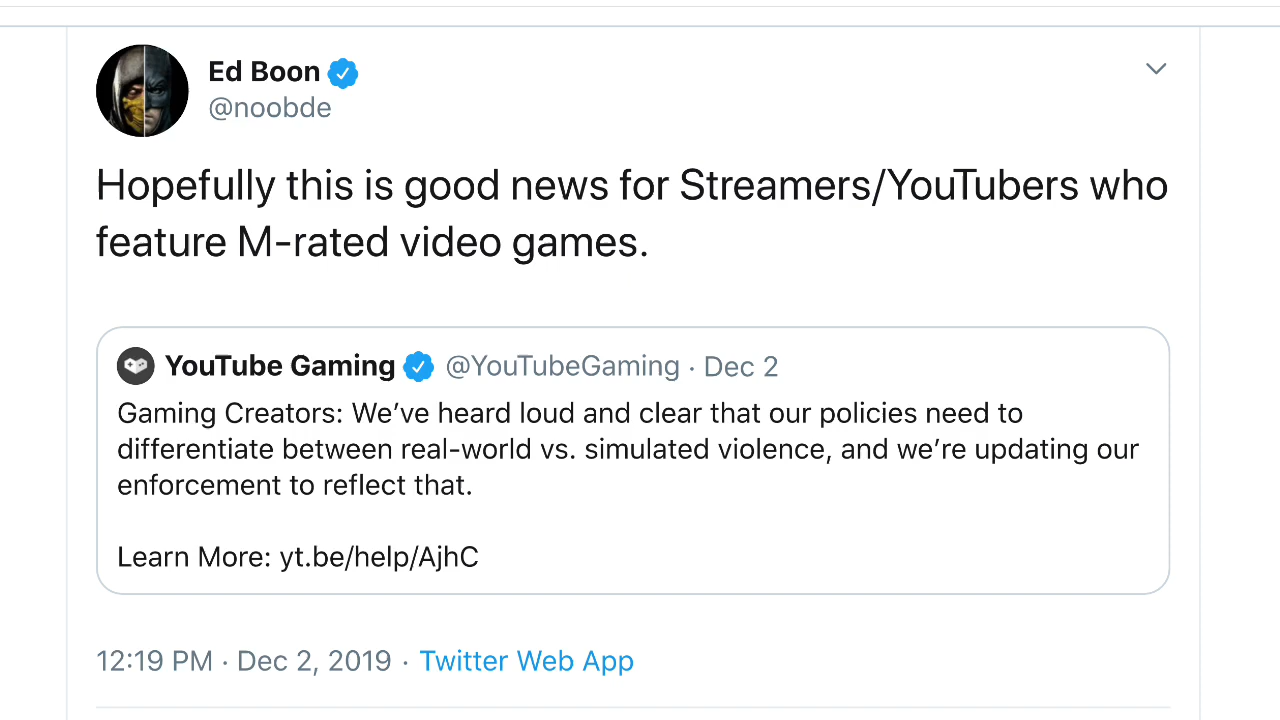 Ed Boon
@noobde
Hopefully this is good news for Streamers/YouTubers who
feature M-rated video games.
YouTube Gaming @YouTubeGaming · Dec 2
Gaming Creators: We’ve heard loud and clear that our policies need to
differentiate between real-world vs. simulated violence, and we’re updating our
enforcement to reflect that.
Learn More: yt.be/help/AjhC
12:19 PM · Dec 2, 2019 · Twitter Web App